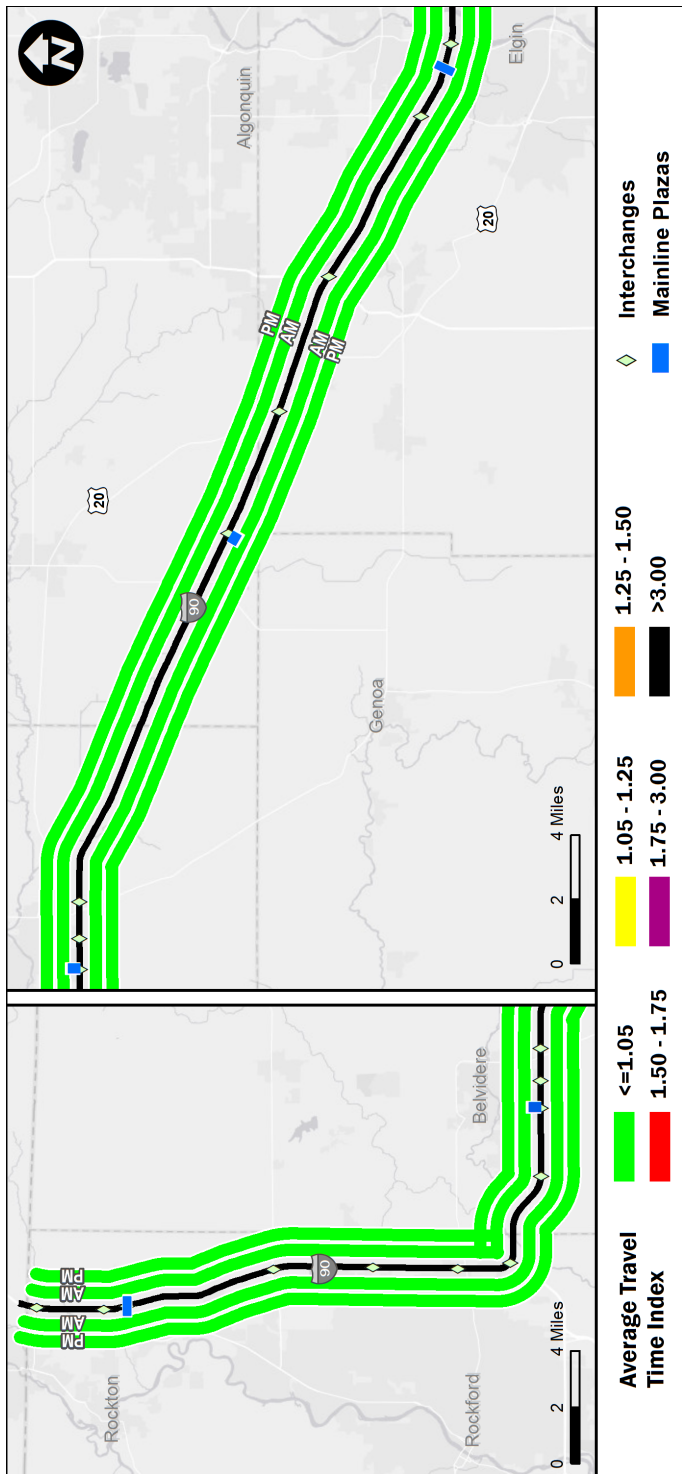 N
Algonquin
Elgin
20
20
PM
AM
AM
PM
90
Genoa
0 2 4 Miles
PM
AM
AM
PM
90
Rockton
Belvidere
Rockford
0 2 4 Miles
Average Travel
Time Index
<=1.05
1.05 - 1.25
1.25 - 1.50
Interchanges
1.50 - 1.75
1.75 - 3.00
>3.00
Mainline Plazas